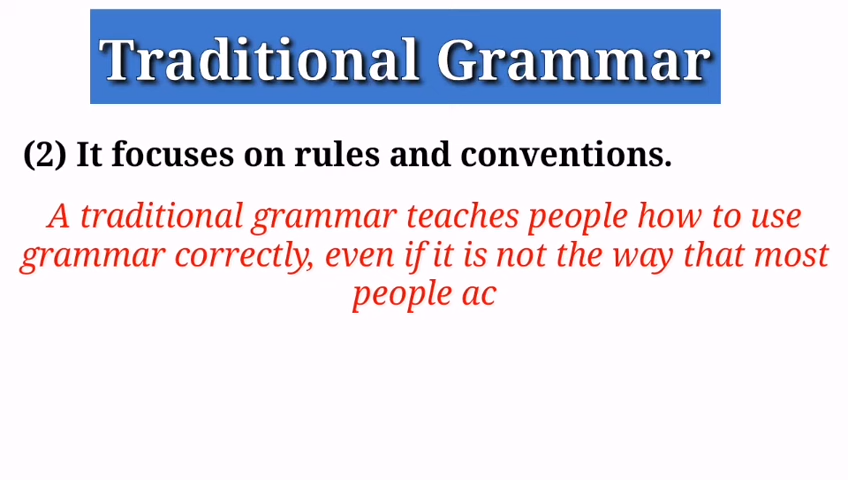 Traditional Grammar
(2) It focuses on rules and conventions.
A traditional grammar teaches people how to use
grammar correctly, even if it is not the way that most
people ac